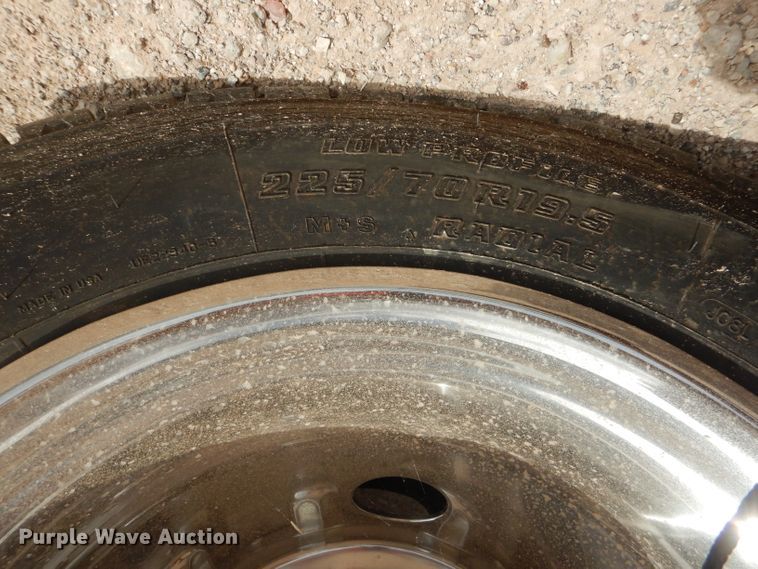 LOW PROFILE
225/70R19.5
M+S RADIAL
MADE IN USA
Purple Wave Auction®